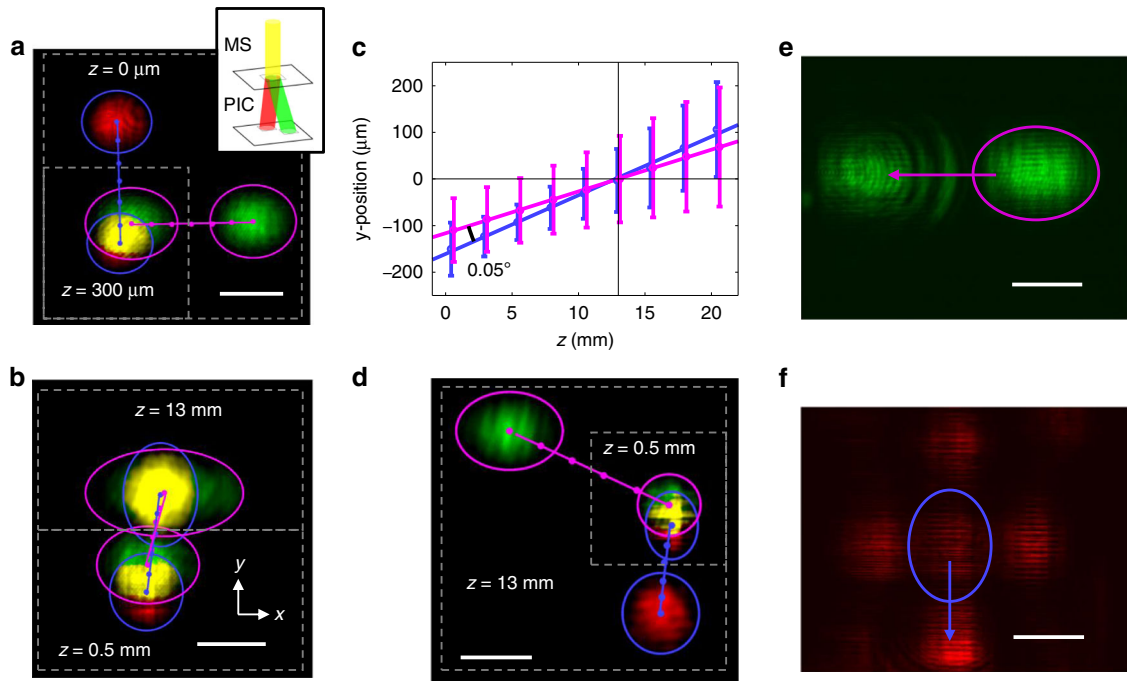 a
MS
PIC
z = 0 µm
z = 300 µm
b
z = 13 mm
y
x
z = 0.5 mm
c
200
100
0
−100
−200
y-position (µm)
0.05°
0
5
10
15
20
z (mm)
d
z = 0.5 mm
z = 13 mm
e
f